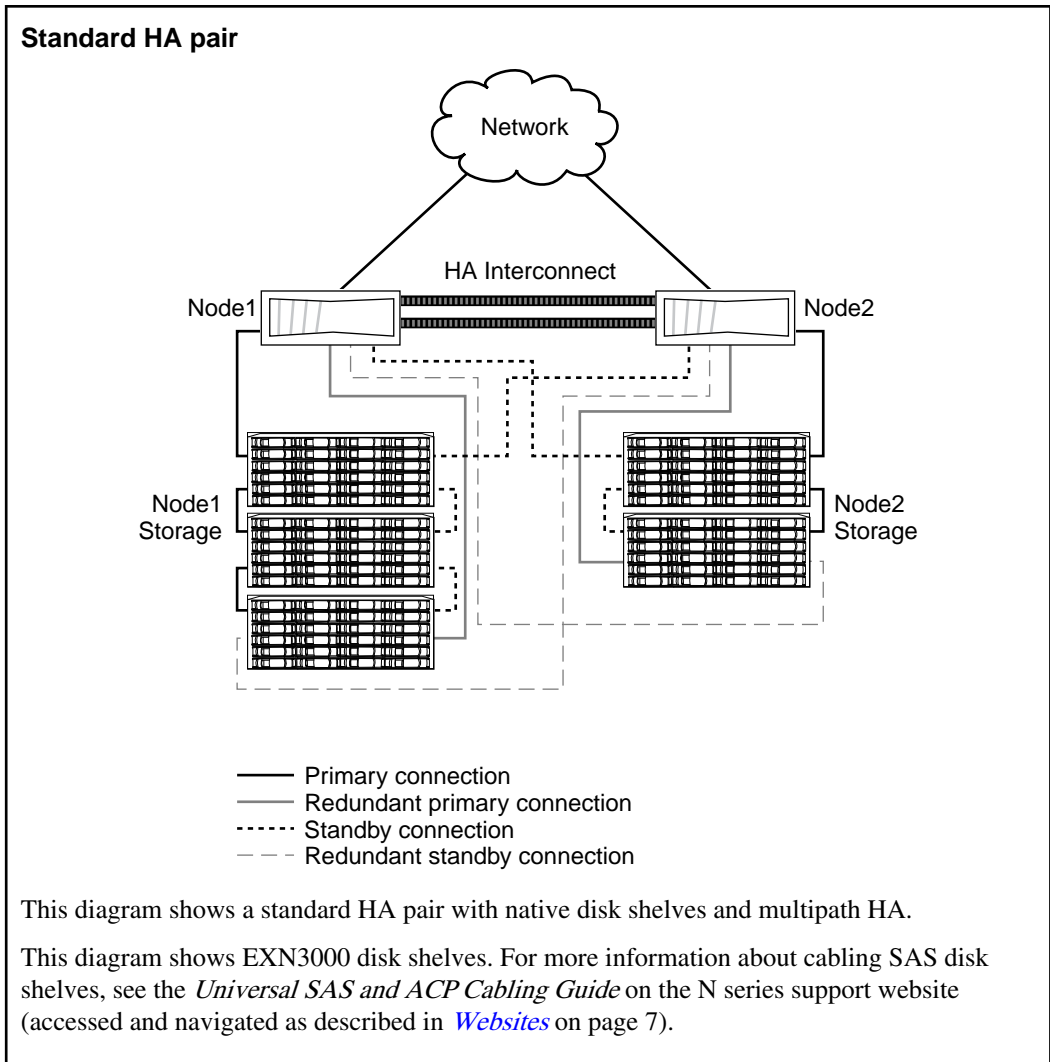 Standard HA pair
Network
HA Interconnect
Node1
Node2
Node1
Storage
Node2
Storage
Primary connection
Redundant primary connection
Standby connection
Redundant standby connection
This diagram shows a standard HA pair with native disk shelves and multipath HA.
This diagram shows EXN3000 disk shelves. For more information about cabling SAS disk
shelves, see the Universal SAS and ACP Cabling Guide on the N series support website
(accessed and navigated as described in Websites on page 7).